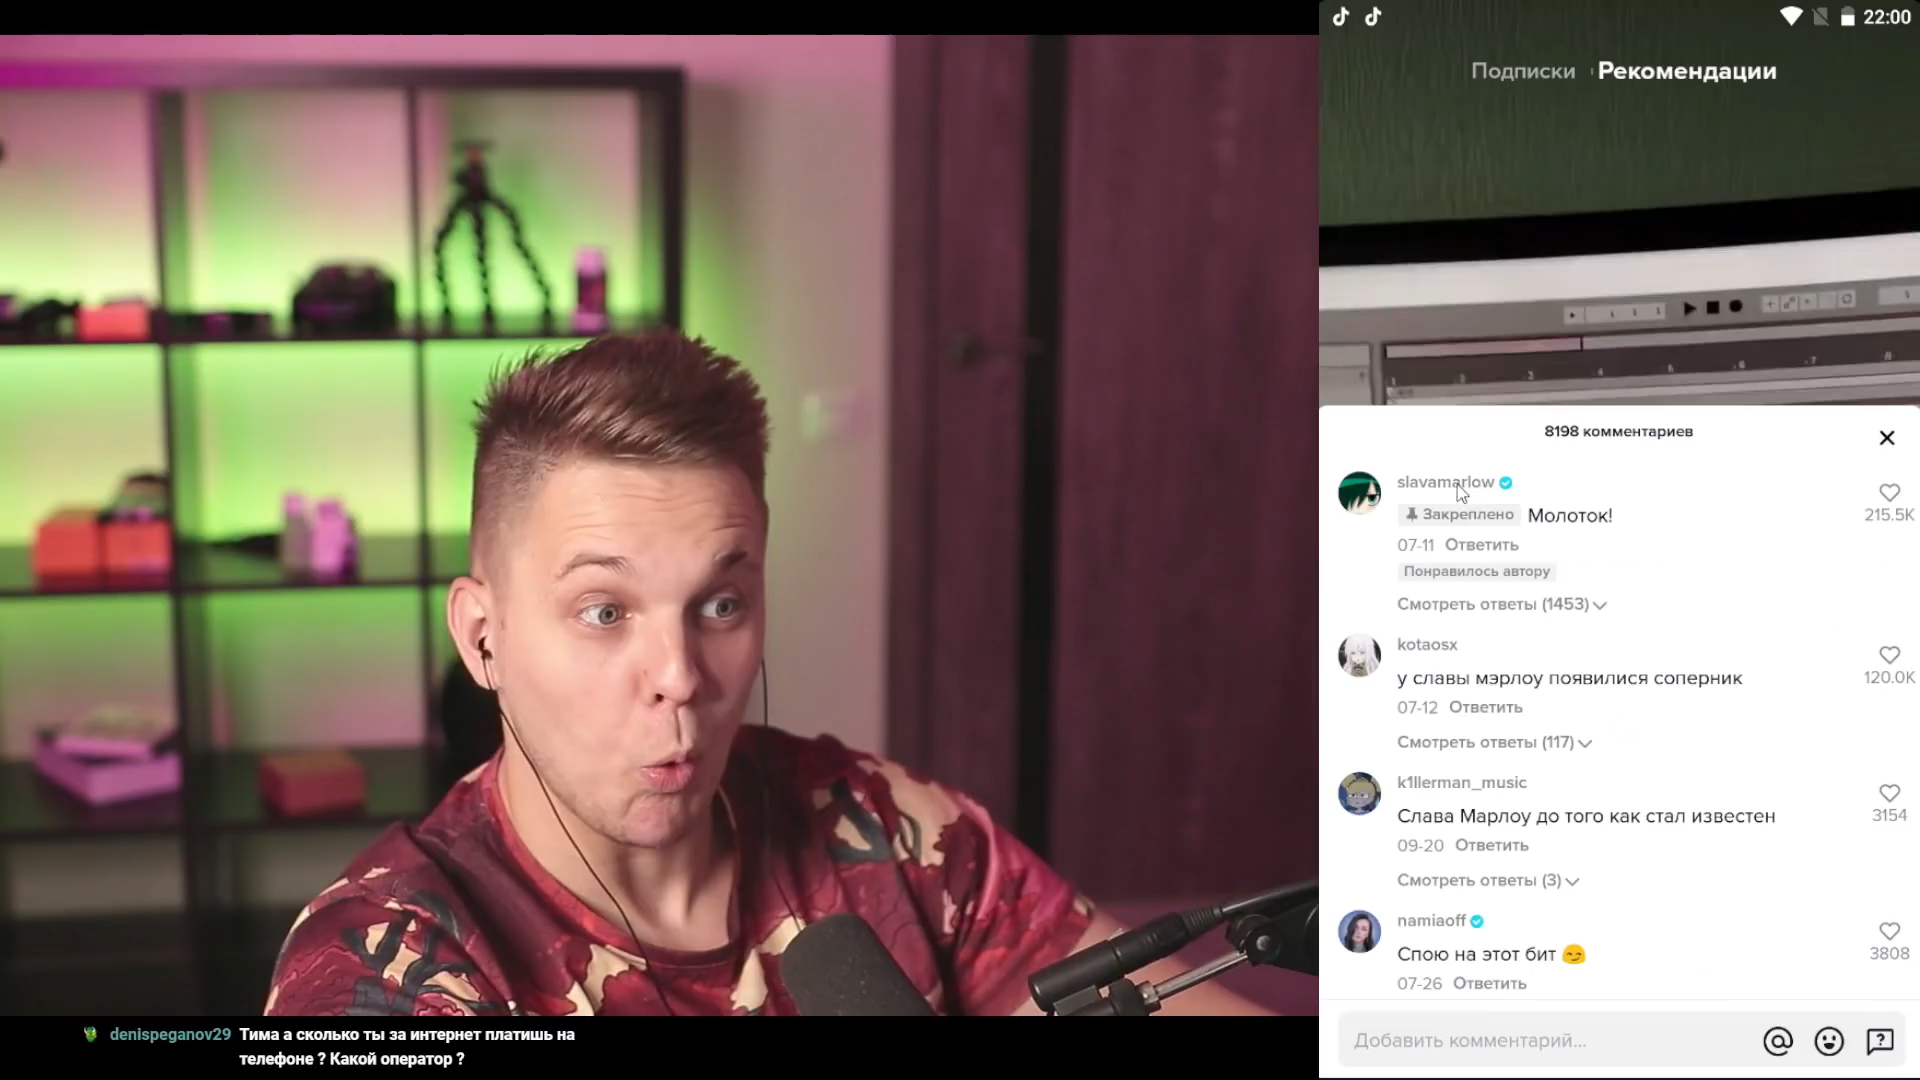 22:00
Подписки Рекомендации
8198 комментариев
slavamarlow
Закреплено Молоток!
215.5K
07-11 Ответить
Понравилось автору
Смотреть ответы (1453)
kotaosx
у славы мэрлоу появилися соперник
120.0K
07-12 Ответить
Смотреть ответы (117)
k1llerman_music
Слава Марлоу до того как стал известен
3154
09-20 Ответить
Смотреть ответы (3)
namiaoff
Спою на этот бит 😏
3808
07-26 Ответить
Добавить комментарий...
denispeganov29 Тима а сколько ты за интернет платишь на
телефоне ? Какой оператор ?